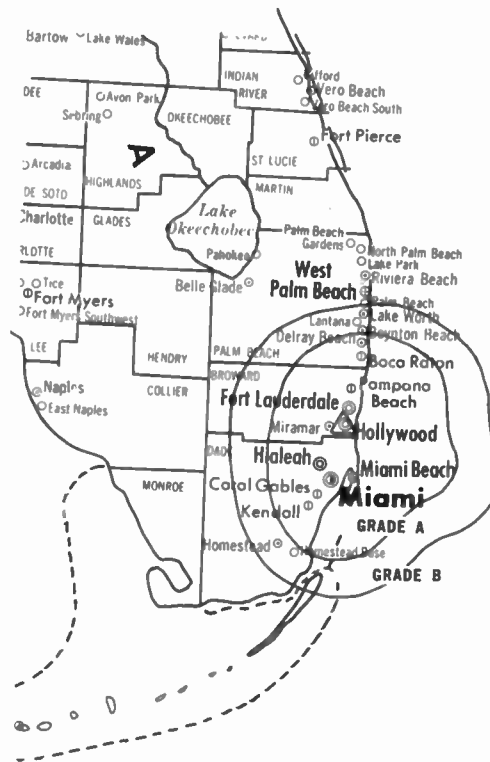 Bartow
Lake Wales
INDIAN
RIVER
Vero Beach
Vero Beach South
DEE
Avon Park
Sebring
OKEECHOBEE
Fort Pierce
Arcadia
ST LUCIE
HIGHLANDS
DE SOTO
MARTIN
Charlotte
GLADES
Lake
Okeechobee
Palm Beach
Gardens
North Palm Beach
Lake Park
RLOTTE
Pahokee
West
Palm Beach
Riviera Beach
Tice
Belle Glade
Palm Beach
Fort Myers
Lake Worth
Fort Myers Southwest
Lantana
Boynton Beach
Delray Beach
LEE
HENDRY
PALM BEACH
Boca Raton
BROWARD
Naples
COLLIER
Pompano
Beach
East Naples
Fort Lauderdale
Miramar
Hollywood
DAD
Hialeah
Miami Beach
MONROE
Coral Gables
Miami
Kendall
GRADE A
Homestead
Homestead Base
GRADE B